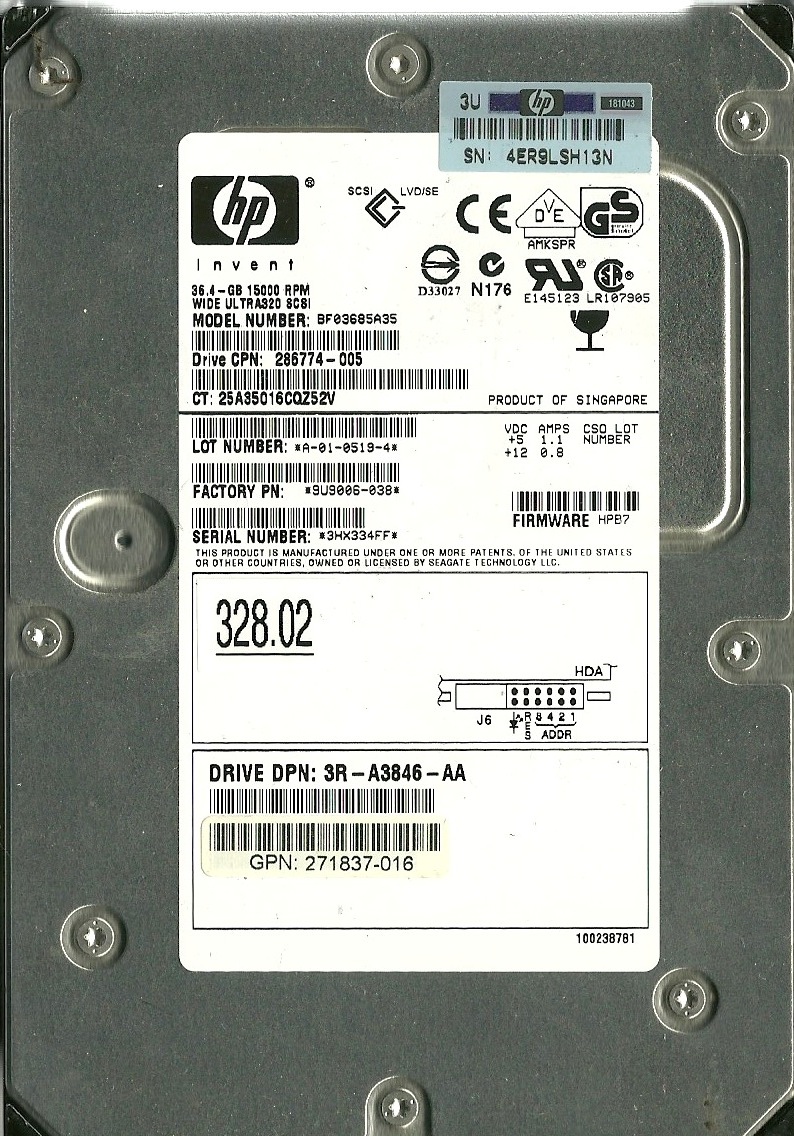 3U hp 181043
SN: 4ER9LSH13N
hp ®
SCSI LVD/SE
CE DVE GS
AMKSPR
i n v e n t
D33027 N176 E145123 LR107905
36.4-GB 15000 RPM
WIDE ULTRA320 SCSI
MODEL NUMBER: BF03685A35
Drive CPN: 286774-005
CT: 25A35016CQZ52V
PRODUCT OF SINGAPORE
LOT NUMBER: *A-01-0519-4*
VDC AMPS CSO LOT
+5 1.1 NUMBER
+12 0.8
FACTORY PN: *9U9006-038*
FIRMWARE HPB7
SERIAL NUMBER: *3HX334FF*
THIS PRODUCT IS MANUFACTURED UNDER ONE OR MORE PATENTS. OF THE UNITED STATES
OR OTHER COUNTRIES, OWNED OR LICENSED BY SEAGATE TECHNOLOGY LLC.
328.02
HDA
J6 RES 8 4 2 1
ADDR
DRIVE DPN: 3R-A3846-AA
GPN: 271837-016
100238781